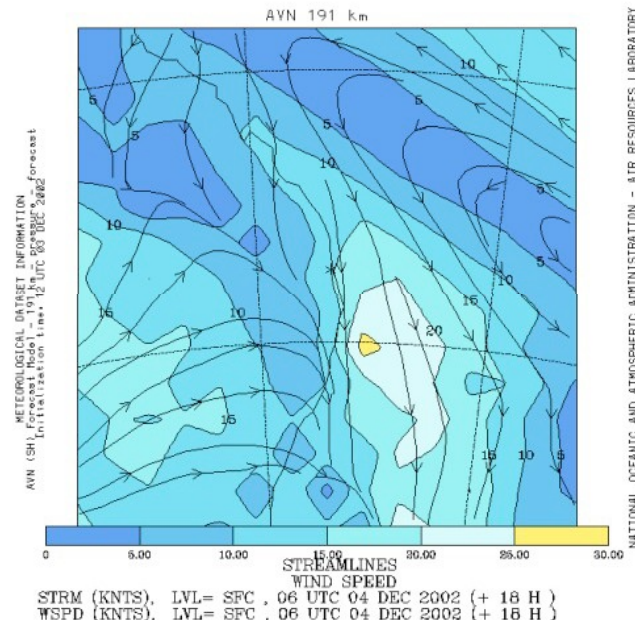 AVN 191 km
METEOROLOGICAL DATASET INFORMATION
AVN (SH) Forecast Model - 191 km - pressure - forecast
Initialization time: 12 UTC 03 DEC 2002
NATIONAL OCEANIC AND ATMOSPHERIC ADMINISTRATION - AIR RESOURCES LABORATORY
10
5
5
10
15
10
5
10
10
15
5
20
15
10
15
15
10
5
0 5.00 10.00 15.00 20.00 25.00 30.00
STREAMLINES
WIND SPEED
STRM (KNTS), LVL= SFC , 06 UTC 04 DEC 2002 (+ 18 H )
WSPD (KNTS), LVL= SFC , 06 UTC 04 DEC 2002 (+ 18 H )